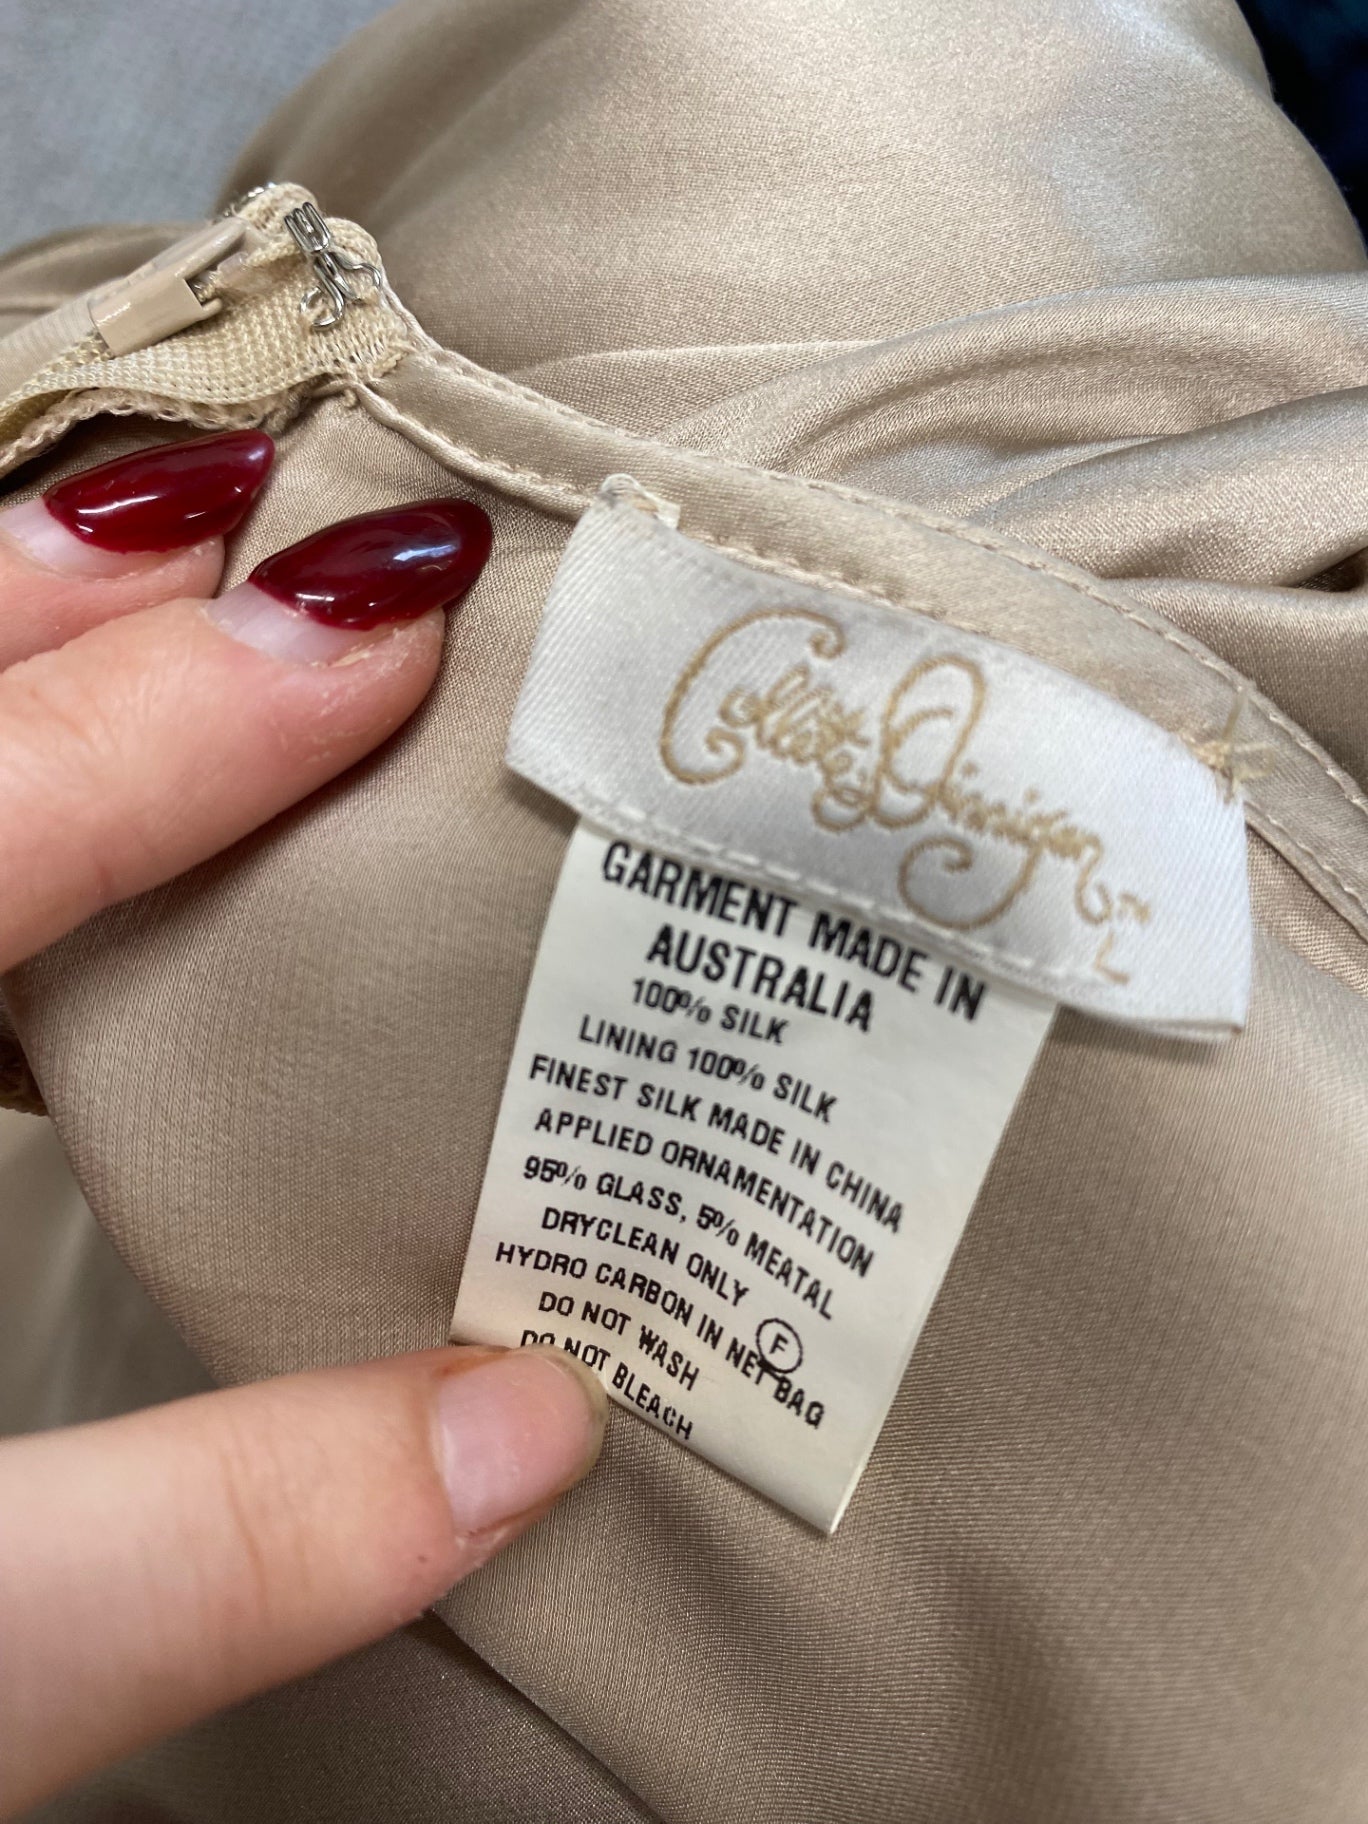 Collette Dinnigan™
L
GARMENT MADE IN
AUSTRALIA
100% SILK
LINING 100% SILK
FINEST SILK MADE IN CHINA
APPLIED ORNAMENTATION
95% GLASS, 5% MEATAL
DRYCLEAN ONLY
HYDRO CARBON IN NET BAG
F
DO NOT WASH
DO NOT BLEACH